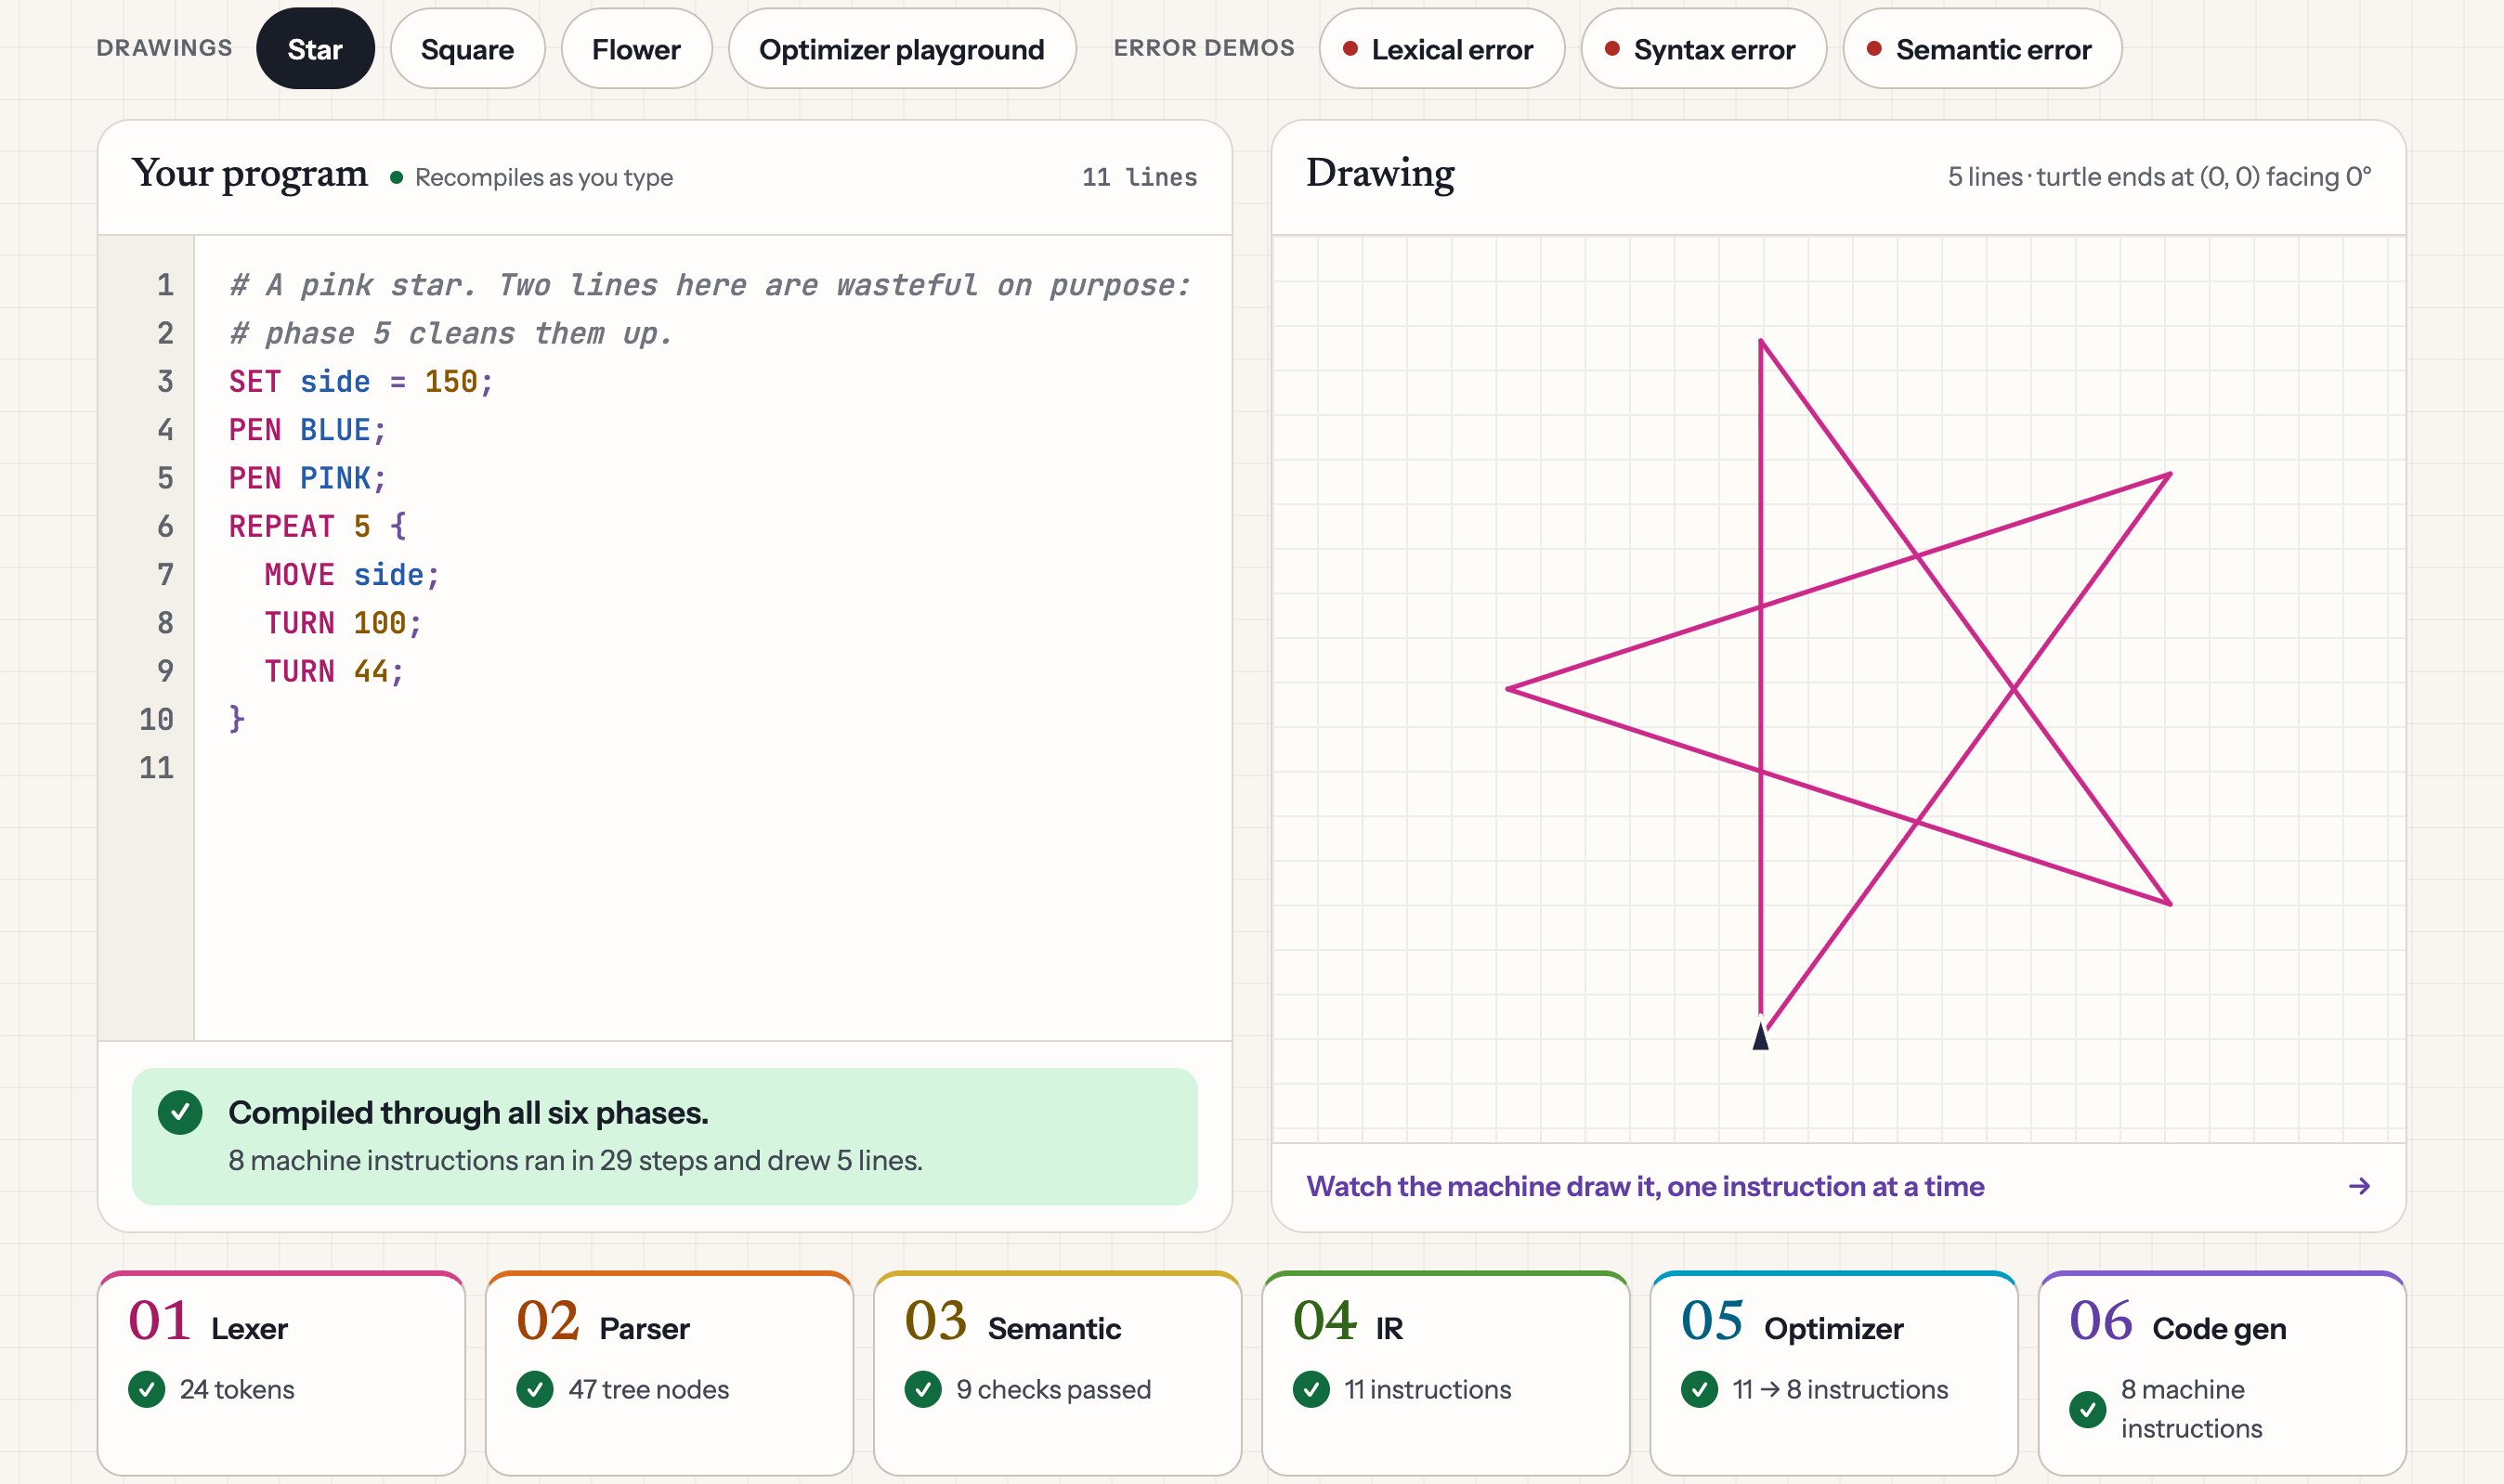 DRAWINGS Star Square Flower Optimizer playground ERROR DEMOS Lexical error Syntax error Semantic error
Your program Recompiles as you type 11 lines
1 # A pink star. Two lines here are wasteful on purpose:
2 # phase 5 cleans them up.
3 SET side = 150;
4 PEN BLUE;
5 PEN PINK;
6 REPEAT 5 {
7 MOVE side;
8 TURN 100;
9 TURN 44;
10 }
11
Compiled through all six phases.
8 machine instructions ran in 29 steps and drew 5 lines.
Drawing 5 lines · turtle ends at (0, 0) facing 0°
Watch the machine draw it, one instruction at a time →
01 Lexer
24 tokens
02 Parser
47 tree nodes
03 Semantic
9 checks passed
04 IR
11 instructions
05 Optimizer
11 → 8 instructions
06 Code gen
8 machine
instructions